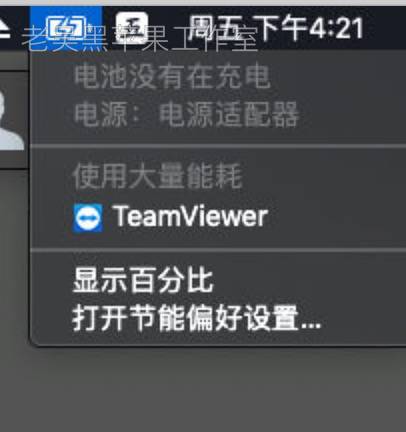 老吴黑苹果工作室
周五 下午4:21
电池没有在充电
电源：电源适配器
使用大量能耗
TeamViewer
显示百分比
打开节能偏好设置...